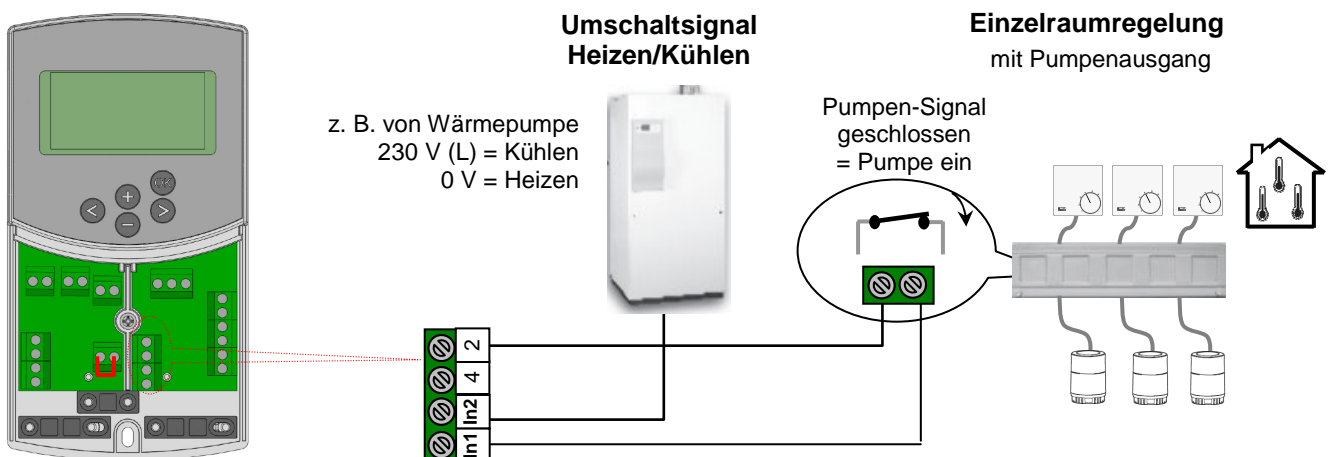 Umschaltsignal
Heizen/Kühlen
z. B. von Wärmepumpe
230 V (L) = Kühlen
0 V = Heizen
Einzelraumregelung
mit Pumpenausgang
Pumpen-Signal
geschlossen
= Pumpe ein
OK
+
<
>
−
2
4
In2
In1